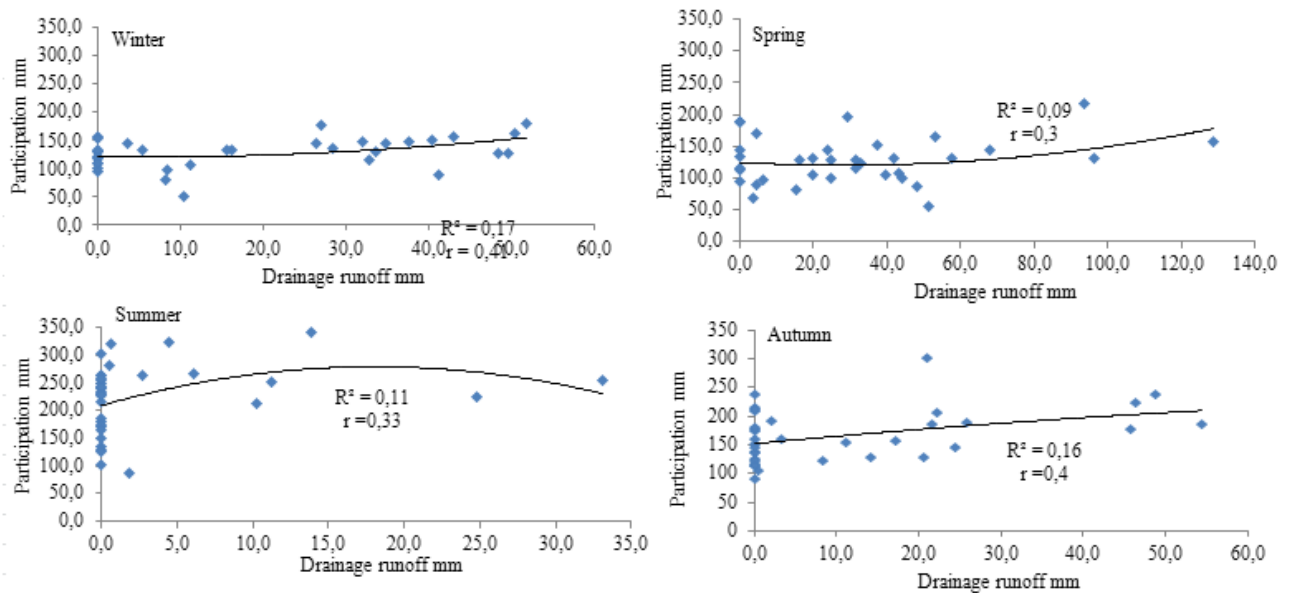 Winter
Participation mm
350,0
300,0
250,0
200,0
150,0
100,0
50,0
0,0
R² = 0,17
r = 0,41
0,0 10,0 20,0 30,0 40,0 50,0 60,0
Drainage runoff mm
Spring
Participation mm
350,0
300,0
250,0
200,0
150,0
100,0
50,0
0,0
R² = 0,09
r=0,3
0,0 20,0 40,0 60,0 80,0 100,0 120,0 140,0
Drainage runoff mm
Summer
Participation mm
350,0
300,0
250,0
200,0
150,0
100,0
50,0
0,0
R² = 0,11
r =0,33
0,0 5,0 10,0 15,0 20,0 25,0 30,0 35,0
Drainage runoff mm
Autumn
Participation mm
350
300
250
200
150
100
50
0
R² = 0,16
r =0,4
0,0 10,0 20,0 30,0 40,0 50,0 60,0
Drainage runoff mm